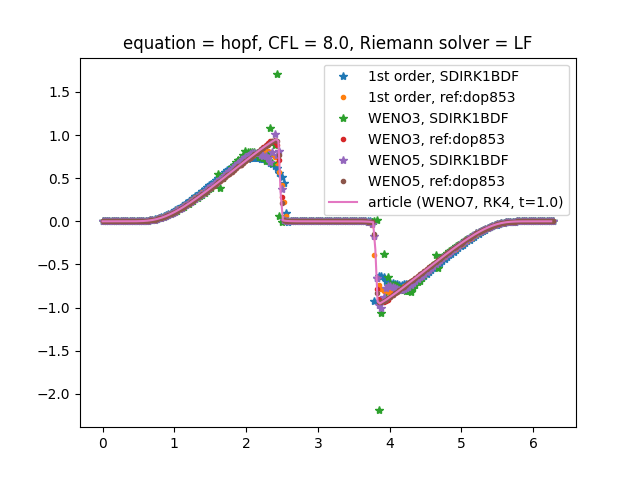 equation = hopf, CFL = 8.0, Riemann solver = LF
1st order, SDIRK1BDF
1st order, ref:dop853
WENO3, SDIRK1BDF
WENO3, ref:dop853
WENO5, SDIRK1BDF
WENO5, ref:dop853
article (WENO7, RK4, t=1.0)
1.5
1.0
0.5
0.0
−0.5
−1.0
−1.5
−2.0
0 1 2 3 4 5 6